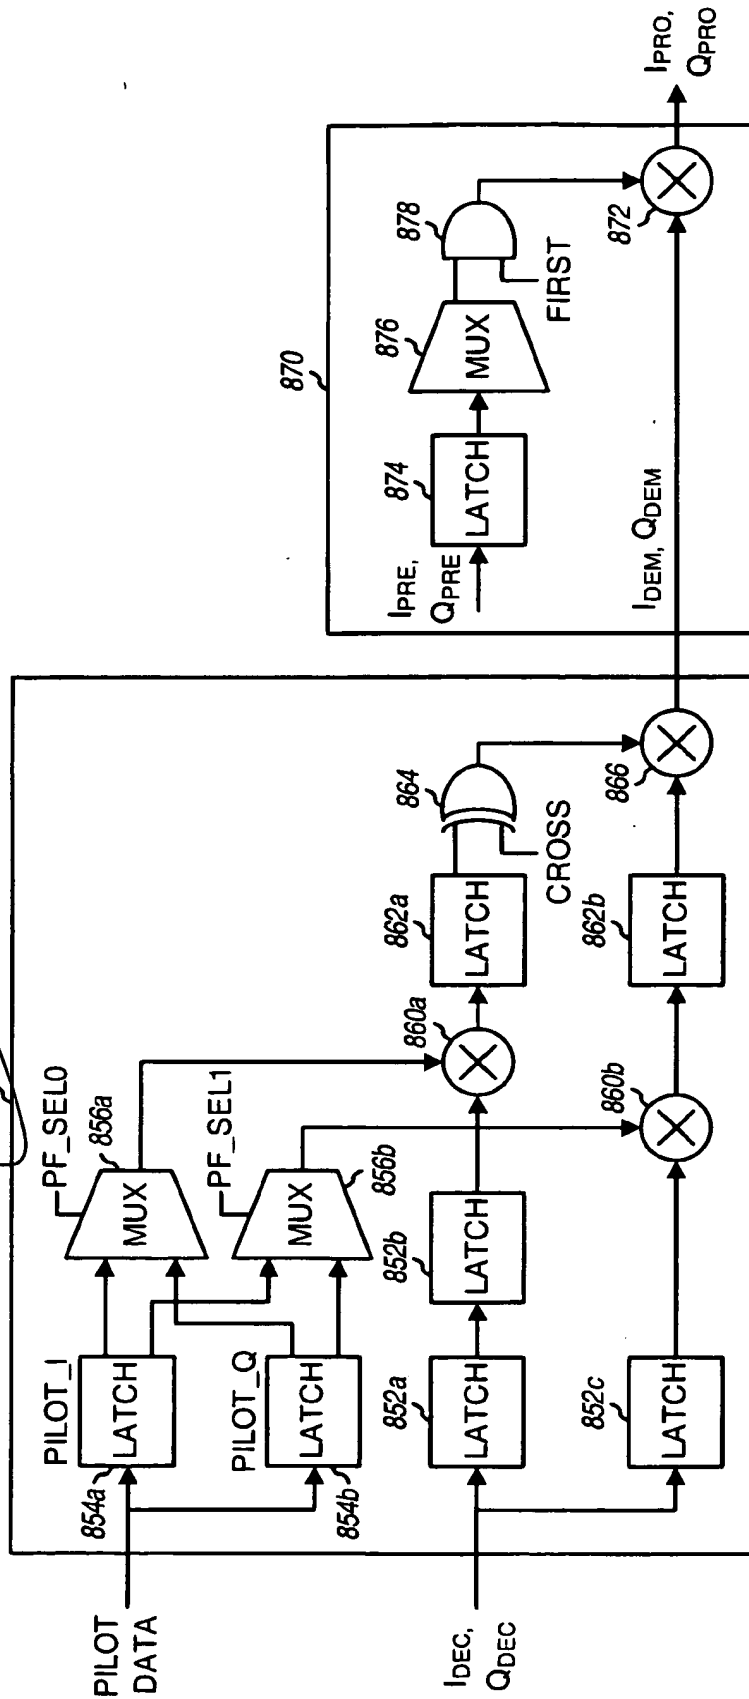 PILOT
DATA
PILOT_I
854a
LATCH
PILOT_Q
854b
LATCH
PF_SEL0
856a
MUX
PF_SEL1
856b
MUX
IDEC,
QDEC
852a
LATCH
852b
LATCH
852c
LATCH
860a
860b
862a
LATCH
862b
LATCH
864
CROSS
866
IDEM, QDEM
870
IPRE,
QPRE
874
LATCH
876
MUX
878
FIRST
872
IPRO,
QPRO